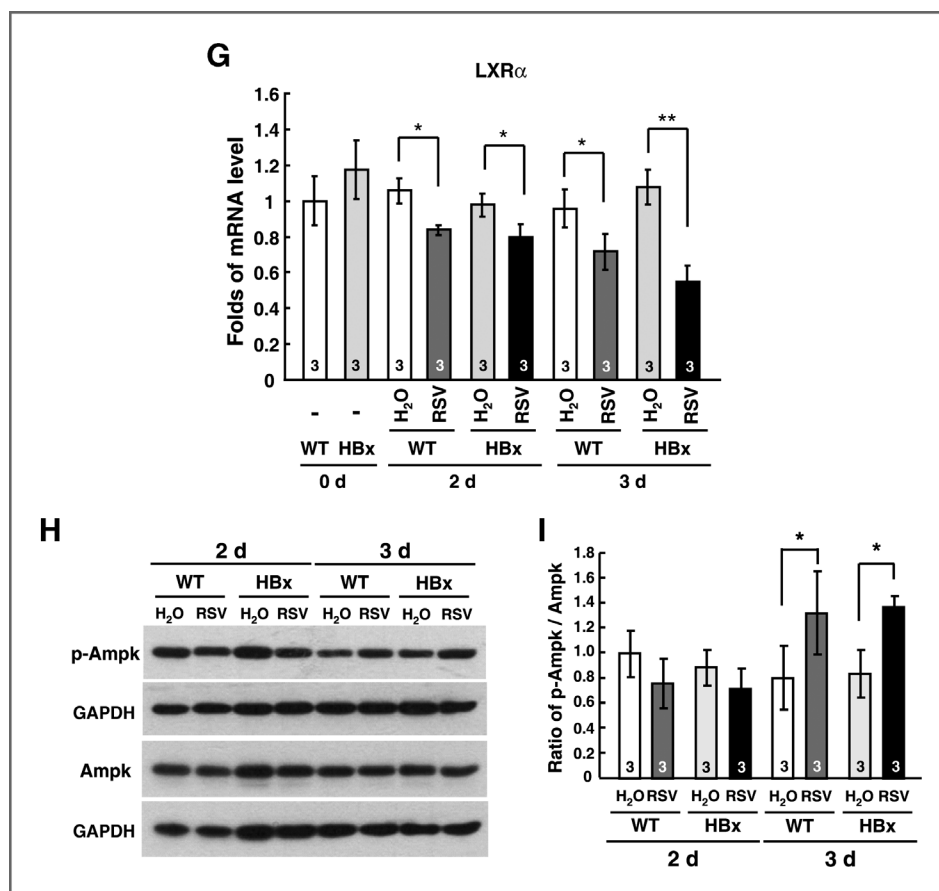 G
LXRα
Folds of mRNA level
1.6
1.4
1.2
1
0.8
0.6
0.4
0.2
0
* * * **
3 3 3 3 3 3 3 3 3 3
- - H₂O RSV H₂O RSV H₂O RSV H₂O RSV
WT HBx WT HBx WT HBx
0 d 2 d 3 d
H
2 d 3 d
WT HBx WT HBx
H₂O RSV H₂O RSV H₂O RSV H₂O RSV
p-Ampk
GAPDH
Ampk
GAPDH
I
Ratio of p-Ampk / Ampk
1.8
1.6
1.4
1.2
1.0
0.8
0.6
0.4
0.2
0
* *
3 3 3 3 3 3 3 3
H₂O RSV H₂O RSV H₂O RSV H₂O RSV
WT HBx WT HBx
2 d 3 d